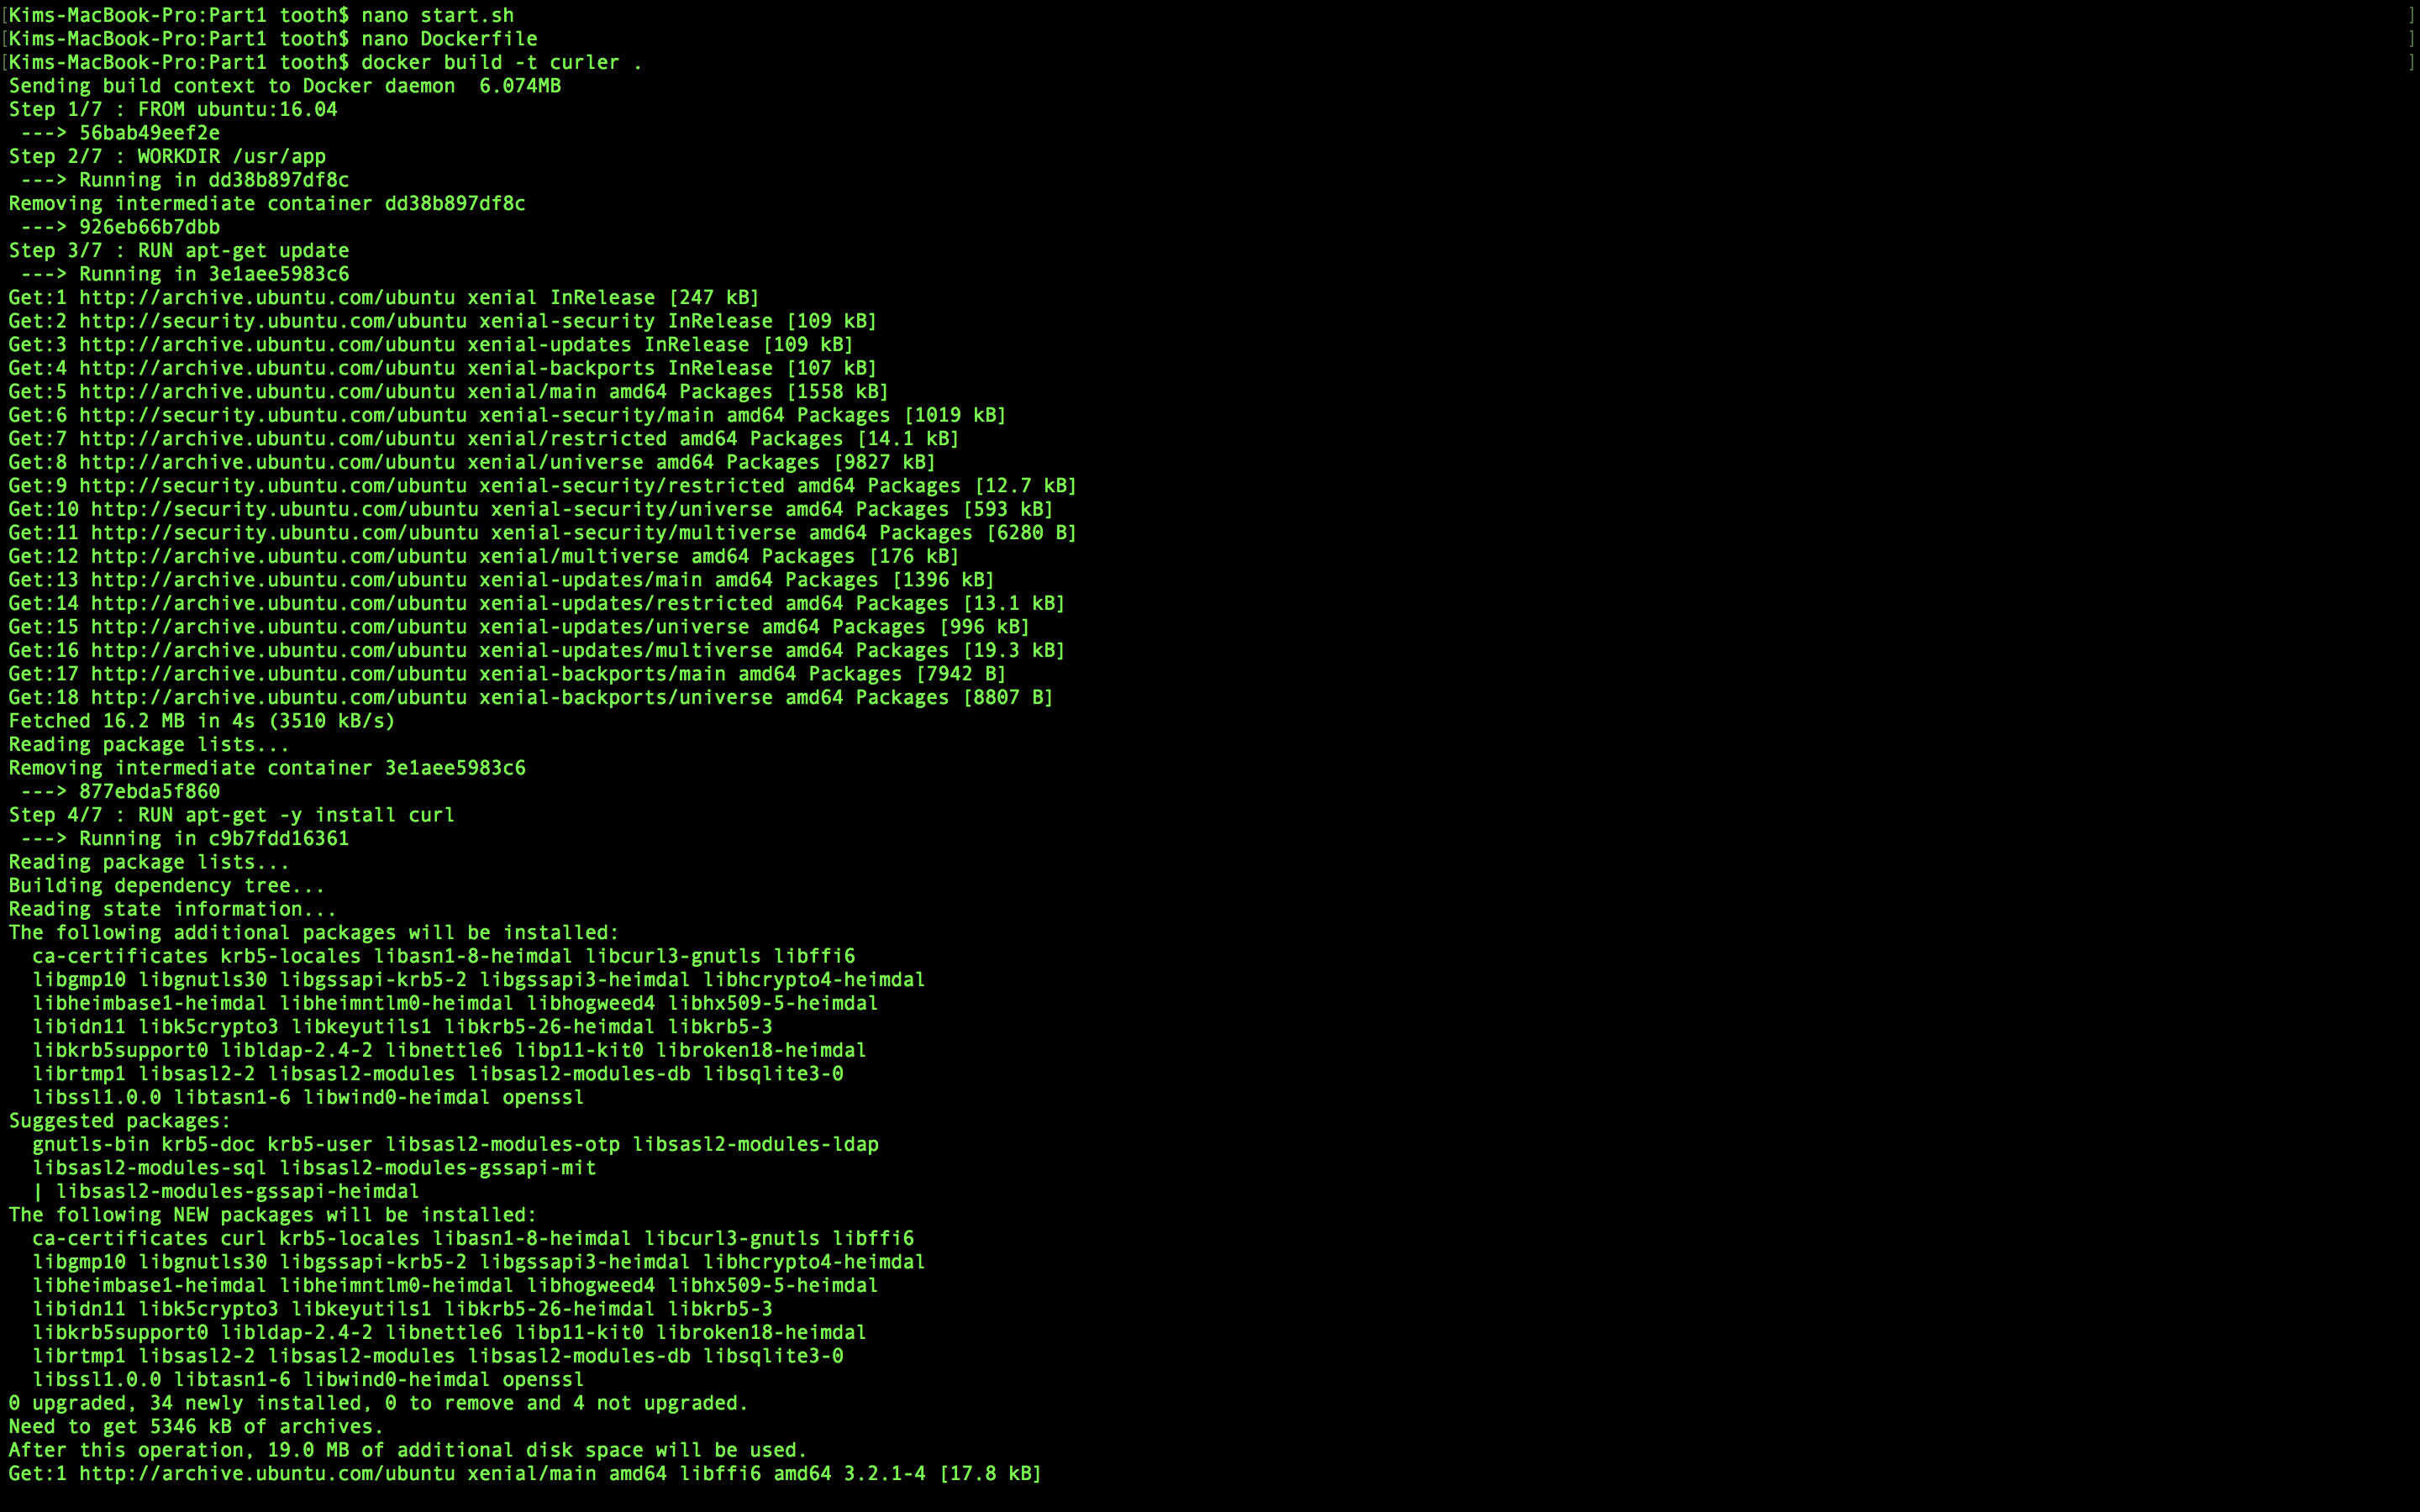 [Kims-MacBook-Pro:Part1 tooth$ nano start.sh ]
[Kims-MacBook-Pro:Part1 tooth$ nano Dockerfile ]
[Kims-MacBook-Pro:Part1 tooth$ docker build -t curler . ]
Sending build context to Docker daemon  6.074MB
Step 1/7 : FROM ubuntu:16.04
 ---> 56bab49eef2e
Step 2/7 : WORKDIR /usr/app
 ---> Running in dd38b897df8c
Removing intermediate container dd38b897df8c
 ---> 926eb66b7dbb
Step 3/7 : RUN apt-get update
 ---> Running in 3e1aee5983c6
Get:1 http://archive.ubuntu.com/ubuntu xenial InRelease [247 kB]
Get:2 http://security.ubuntu.com/ubuntu xenial-security InRelease [109 kB]
Get:3 http://archive.ubuntu.com/ubuntu xenial-updates InRelease [109 kB]
Get:4 http://archive.ubuntu.com/ubuntu xenial-backports InRelease [107 kB]
Get:5 http://archive.ubuntu.com/ubuntu xenial/main amd64 Packages [1558 kB]
Get:6 http://security.ubuntu.com/ubuntu xenial-security/main amd64 Packages [1019 kB]
Get:7 http://archive.ubuntu.com/ubuntu xenial/restricted amd64 Packages [14.1 kB]
Get:8 http://archive.ubuntu.com/ubuntu xenial/universe amd64 Packages [9827 kB]
Get:9 http://security.ubuntu.com/ubuntu xenial-security/restricted amd64 Packages [12.7 kB]
Get:10 http://security.ubuntu.com/ubuntu xenial-security/universe amd64 Packages [593 kB]
Get:11 http://security.ubuntu.com/ubuntu xenial-security/multiverse amd64 Packages [6280 B]
Get:12 http://archive.ubuntu.com/ubuntu xenial/multiverse amd64 Packages [176 kB]
Get:13 http://archive.ubuntu.com/ubuntu xenial-updates/main amd64 Packages [1396 kB]
Get:14 http://archive.ubuntu.com/ubuntu xenial-updates/restricted amd64 Packages [13.1 kB]
Get:15 http://archive.ubuntu.com/ubuntu xenial-updates/universe amd64 Packages [996 kB]
Get:16 http://archive.ubuntu.com/ubuntu xenial-updates/multiverse amd64 Packages [19.3 kB]
Get:17 http://archive.ubuntu.com/ubuntu xenial-backports/main amd64 Packages [7942 B]
Get:18 http://archive.ubuntu.com/ubuntu xenial-backports/universe amd64 Packages [8807 B]
Fetched 16.2 MB in 4s (3510 kB/s)
Reading package lists...
Removing intermediate container 3e1aee5983c6
 ---> 877ebda5f860
Step 4/7 : RUN apt-get -y install curl
 ---> Running in c9b7fdd16361
Reading package lists...
Building dependency tree...
Reading state information...
The following additional packages will be installed:
  ca-certificates krb5-locales libasn1-8-heimdal libcurl3-gnutls libffi6
  libgmp10 libgnutls30 libgssapi-krb5-2 libgssapi3-heimdal libhcrypto4-heimdal
  libheimbase1-heimdal libheimntlm0-heimdal libhogweed4 libhx509-5-heimdal
  libidn11 libk5crypto3 libkeyutils1 libkrb5-26-heimdal libkrb5-3
  libkrb5support0 libldap-2.4-2 libnettle6 libp11-kit0 libroken18-heimdal
  librtmp1 libsasl2-2 libsasl2-modules libsasl2-modules-db libsqlite3-0
  libssl1.0.0 libtasn1-6 libwind0-heimdal openssl
Suggested packages:
  gnutls-bin krb5-doc krb5-user libsasl2-modules-otp libsasl2-modules-ldap
  libsasl2-modules-sql libsasl2-modules-gssapi-mit
  | libsasl2-modules-gssapi-heimdal
The following NEW packages will be installed:
  ca-certificates curl krb5-locales libasn1-8-heimdal libcurl3-gnutls libffi6
  libgmp10 libgnutls30 libgssapi-krb5-2 libgssapi3-heimdal libhcrypto4-heimdal
  libheimbase1-heimdal libheimntlm0-heimdal libhogweed4 libhx509-5-heimdal
  libidn11 libk5crypto3 libkeyutils1 libkrb5-26-heimdal libkrb5-3
  libkrb5support0 libldap-2.4-2 libnettle6 libp11-kit0 libroken18-heimdal
  librtmp1 libsasl2-2 libsasl2-modules libsasl2-modules-db libsqlite3-0
  libssl1.0.0 libtasn1-6 libwind0-heimdal openssl
0 upgraded, 34 newly installed, 0 to remove and 4 not upgraded.
Need to get 5346 kB of archives.
After this operation, 19.0 MB of additional disk space will be used.
Get:1 http://archive.ubuntu.com/ubuntu xenial/main amd64 libffi6 amd64 3.2.1-4 [17.8 kB]